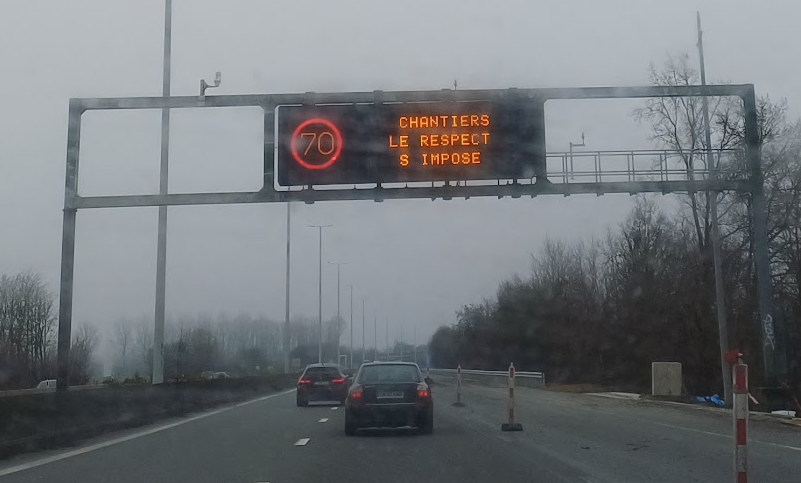 70
CHANTIERS
LE RESPECT
S IMPOSE